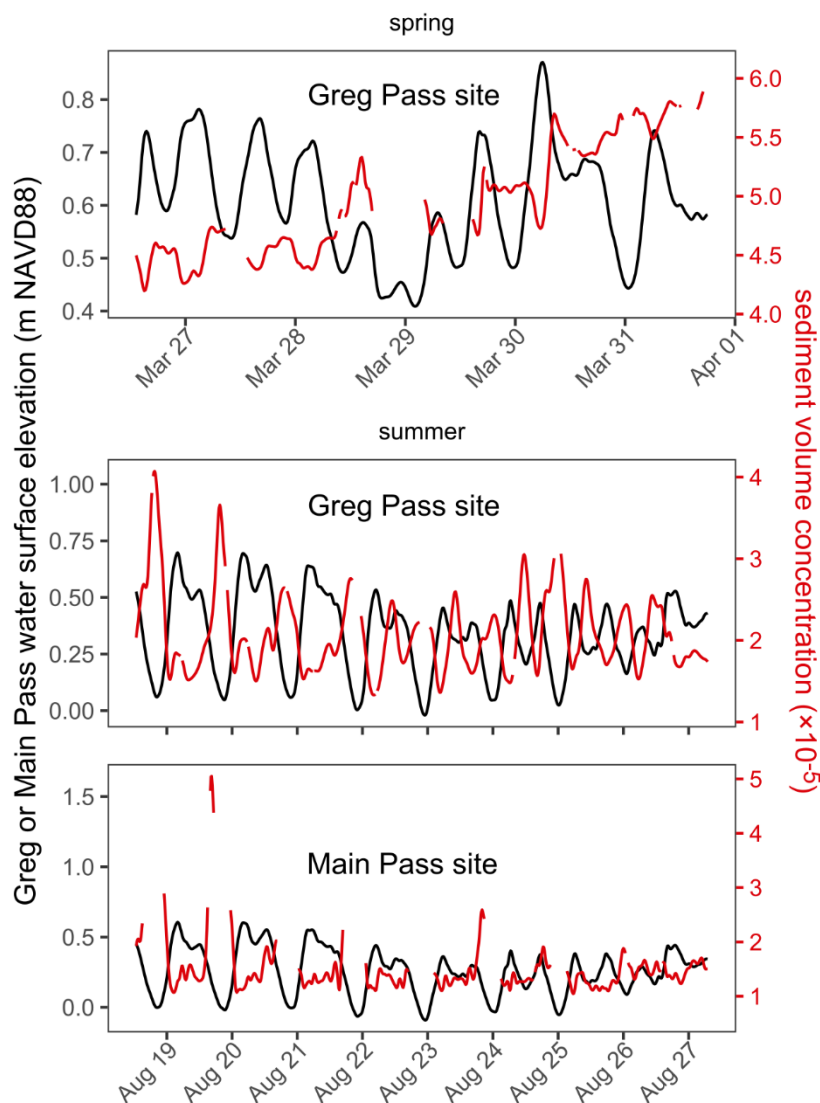 spring
Greg Pass site
0.8
0.7
0.6
0.5
0.4
6.0
5.5
5.0
4.5
4.0
Mar 27
Mar 28
Mar 29
Mar 30
Mar 31
Apr 01
Greg or Main Pass water surface elevation (m NAVD88)
sediment volume concentration (×10-5)
summer
Greg Pass site
1.00
0.75
0.50
0.25
0.00
4
3
2
1
Main Pass site
1.5
1.0
0.5
0.0
5
4
3
2
1
Aug 19
Aug 20
Aug 21
Aug 22
Aug 23
Aug 24
Aug 25
Aug 26
Aug 27